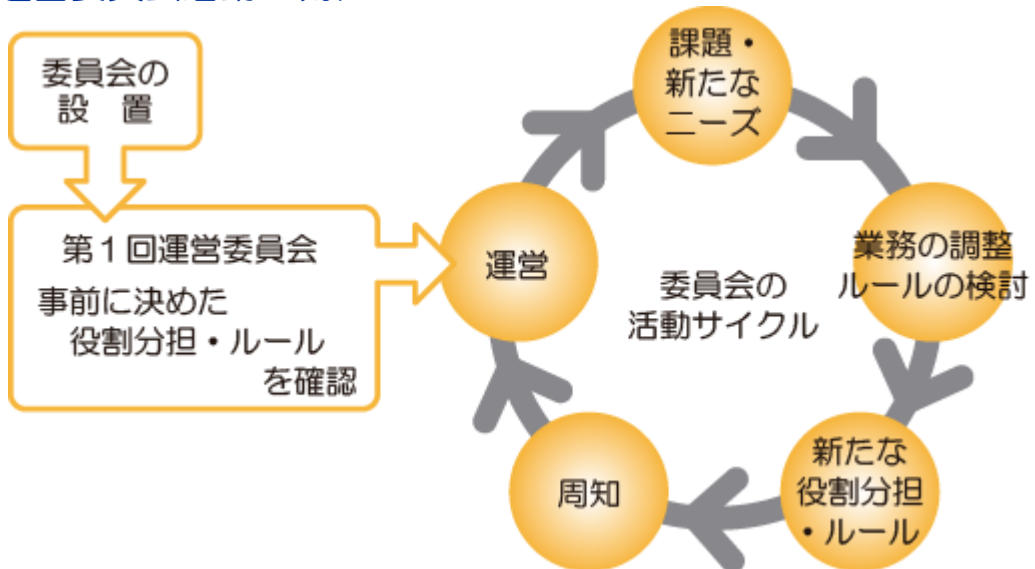 委員会の
設　置
第１回運営委員会
事前に決めた
役割分担・ルール
を確認
運営
課題・
新たな
ニーズ
業務の調整
ルールの検討
新たな
役割分担
・ルール
周知
委員会の
活動サイクル